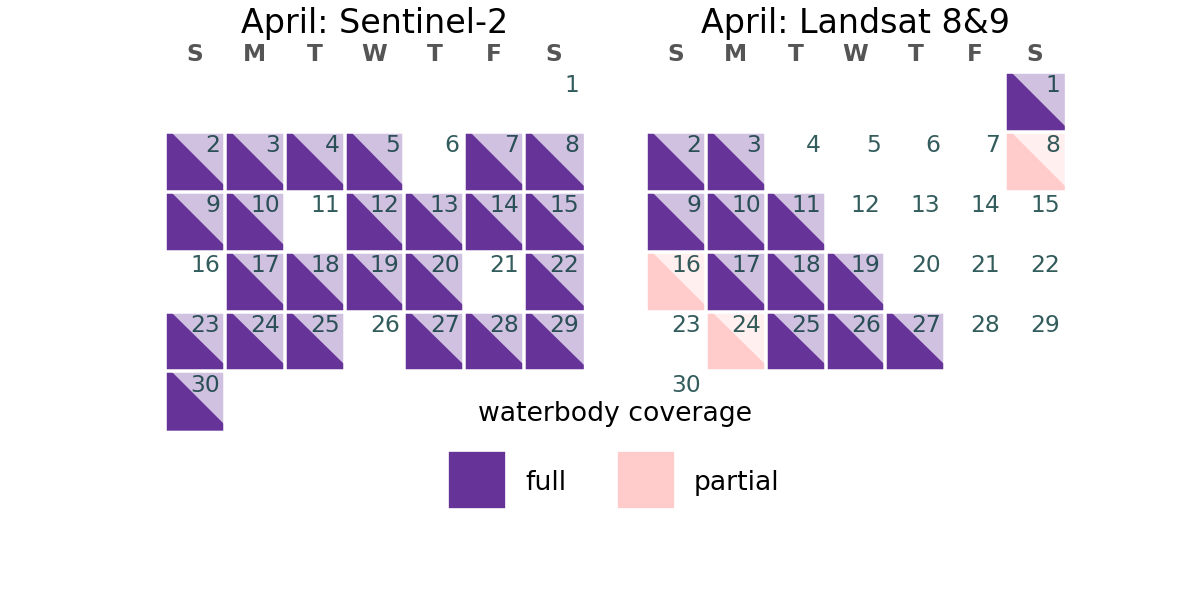 April: Sentinel-2
S M T W T F S
1
2 3 4 5 6 7 8
9 10 11 12 13 14 15
16 17 18 19 20 21 22
23 24 25 26 27 28 29
30
April: Landsat 8&9
S M T W T F S
1
2 3 4 5 6 7 8
9 10 11 12 13 14 15
16 17 18 19 20 21 22
23 24 25 26 27 28 29
30
waterbody coverage
full partial